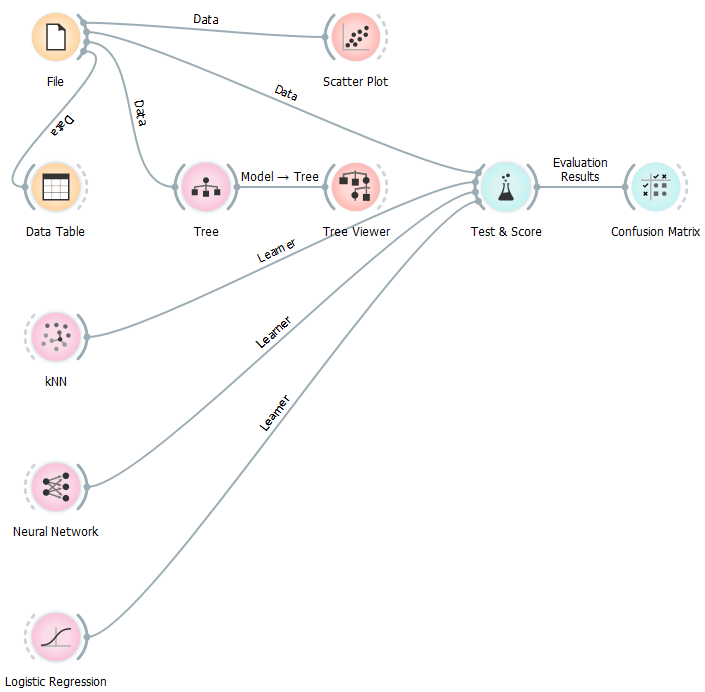 Data
File
Scatter Plot
Data
Data
Data
Model → Tree
Evaluation
Results
Data Table
Tree
Tree Viewer
Test & Score
Confusion Matrix
Learner
kNN
Learner
Neural Network
Learner
Logistic Regression